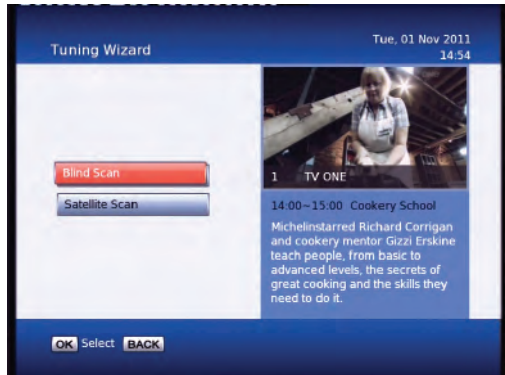 Tuning Wizard
Tue, 01 Nov 2011
14:54
Blind Scan
Satellite Scan
1 TV ONE
14:00~15:00 Cookery School
Michelinstarred Richard Corrigan
and cookery mentor Gizzi Erskine
teach people, from basic to
advanced levels, the secrets of
great cooking and the skills they
need to do it.
OK Select BACK